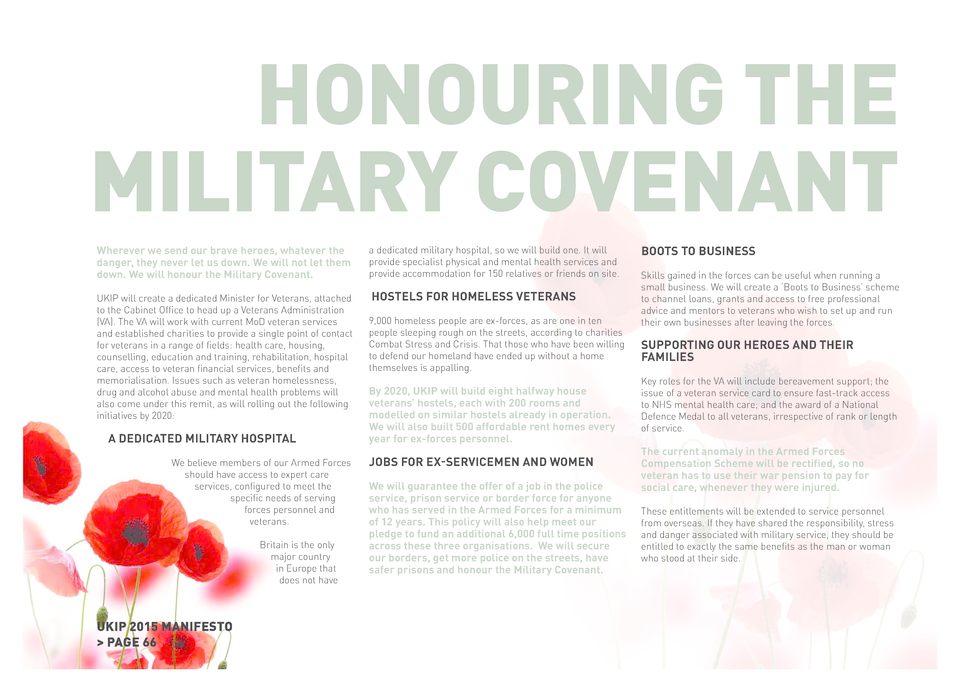 HONOURING THE
MILITARY COVENANT
Wherever we send our brave heroes, whatever the
danger, they never let us down. We will not let them
down. We will honour the Military Covenant.
UKIP will create a dedicated Minister for Veterans, attached
to the Cabinet Office to head up a Veterans Administration
(VA). The VA will work with current MoD veteran services
and established charities to provide a single point of contact
for veterans in a range of fields: health care, housing,
counselling, education and training, rehabilitation, hospital
care, access to veteran financial services, benefits and
memorialisation. Issues such as veteran homelessness,
drug and alcohol abuse and mental health problems will
also come under this remit, as will rolling out the following
initiatives by 2020:
A DEDICATED MILITARY HOSPITAL
We believe members of our Armed Forces
should have access to expert care
services, configured to meet the
specific needs of serving
forces personnel and
veterans.
Britain is the only
major country
in Europe that
does not have
a dedicated military hospital, so we will build one. It will
provide specialist physical and mental health services and
provide accommodation for 150 relatives or friends on site.
HOSTELS FOR HOMELESS VETERANS
9,000 homeless people are ex-forces, as are one in ten
people sleeping rough on the streets, according to charities
Combat Stress and Crisis. That those who have been willing
to defend our homeland have ended up without a home
themselves is appalling.
By 2020, UKIP will build eight halfway house
veterans' hostels, each with 200 rooms and
modelled on similar hostels already in operation.
We will also built 500 affordable rent homes every
year for ex-forces personnel.
JOBS FOR EX-SERVICEMEN AND WOMEN
We will guarantee the offer of a job in the police
service, prison service or border force for anyone
who has served in the Armed Forces for a minimum
of 12 years. This policy will also help meet our
pledge to fund an additional 6,000 full time positions
across these three organisations. We will secure
our borders, get more police on the streets, have
safer prisons and honour the Military Covenant.
BOOTS TO BUSINESS
Skills gained in the forces can be useful when running a
small business. We will create a 'Boots to Business' scheme
to channel loans, grants and access to free professional
advice and mentors to veterans who wish to set up and run
their own businesses after leaving the forces.
SUPPORTING OUR HEROES AND THEIR
FAMILIES
Key roles for the VA will include bereavement support; the
issue of a veteran service card to ensure fast-track access
to NHS mental health care; and the award of a National
Defence Medal to all veterans, irrespective of rank or length
of service.
The current anomaly in the Armed Forces
Compensation Scheme will be rectified, so no
veteran has to use their war pension to pay for
social care, whenever they were injured.
These entitlements will be extended to service personnel
from overseas. If they have shared the responsibility, stress
and danger associated with military service, they should be
entitled to exactly the same benefits as the man or woman
who stood at their side.
UKIP 2015 MANIFESTO
> PAGE 66